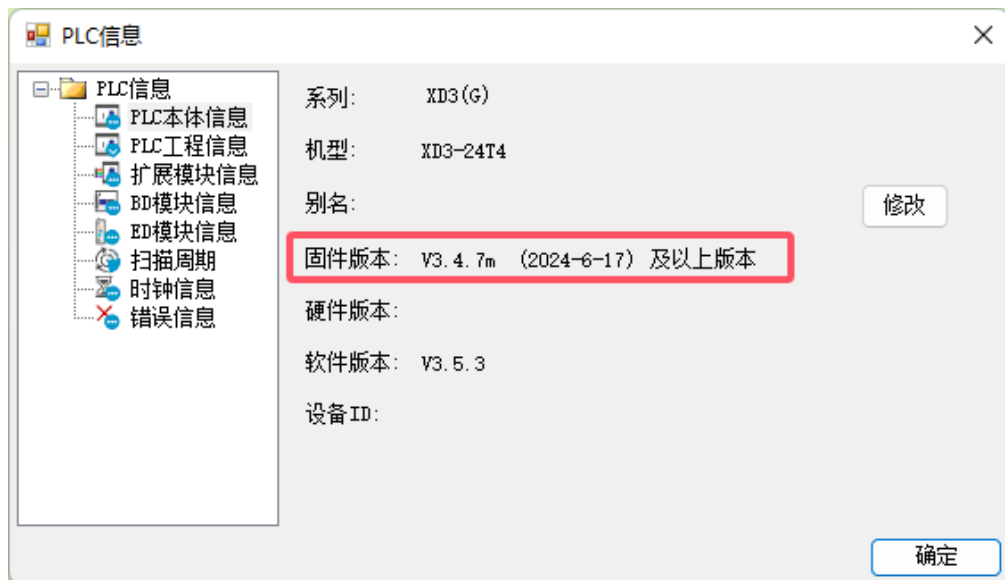 PLC信息
PLC信息
PLC本体信息
PLC工程信息
扩展模块信息
BD模块信息
ED模块信息
扫描周期
时钟信息
错误信息
系列: XD3(G)
机型: XD3-24T4
别名:
修改
固件版本: V3.4.7m (2024-6-17) 及以上版本
硬件版本:
软件版本: V3.5.3
设备ID:
确定